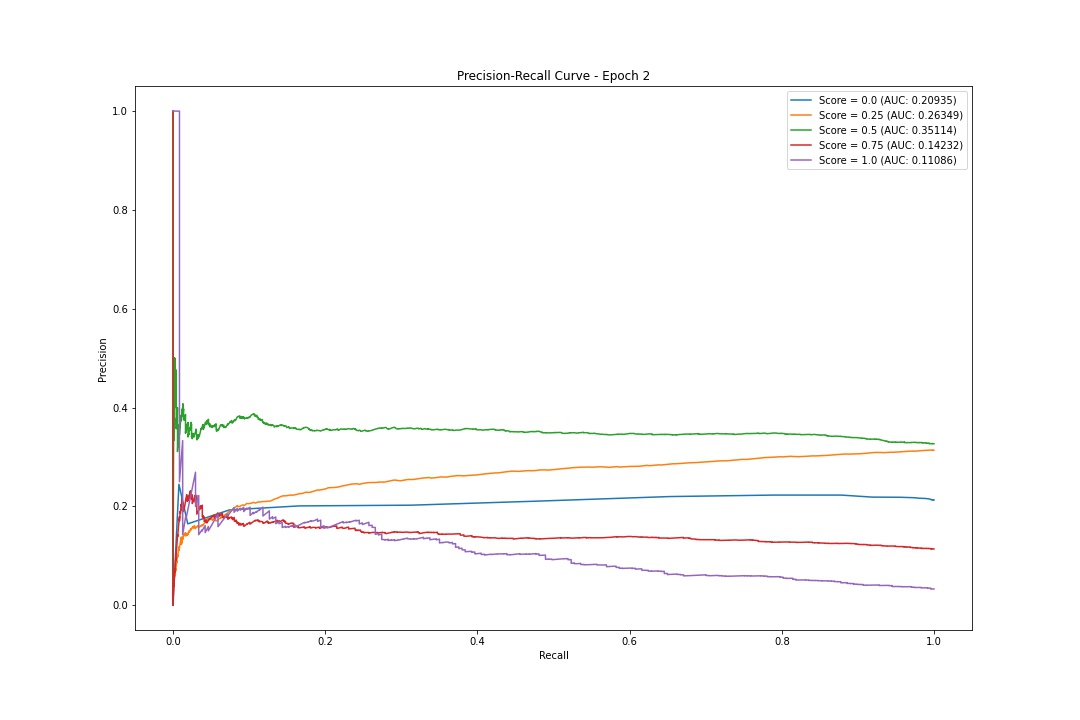 Precision-Recall Curve - Epoch 2
Score = 0.0 (AUC: 0.20935)
Score = 0.25 (AUC: 0.26349)
Score = 0.5 (AUC: 0.35114)
Score = 0.75 (AUC: 0.14232)
Score = 1.0 (AUC: 0.11086)
1.0
0.8
0.6
0.4
0.2
0.0
Precision
0.0 0.2 0.4 0.6 0.8 1.0
Recall